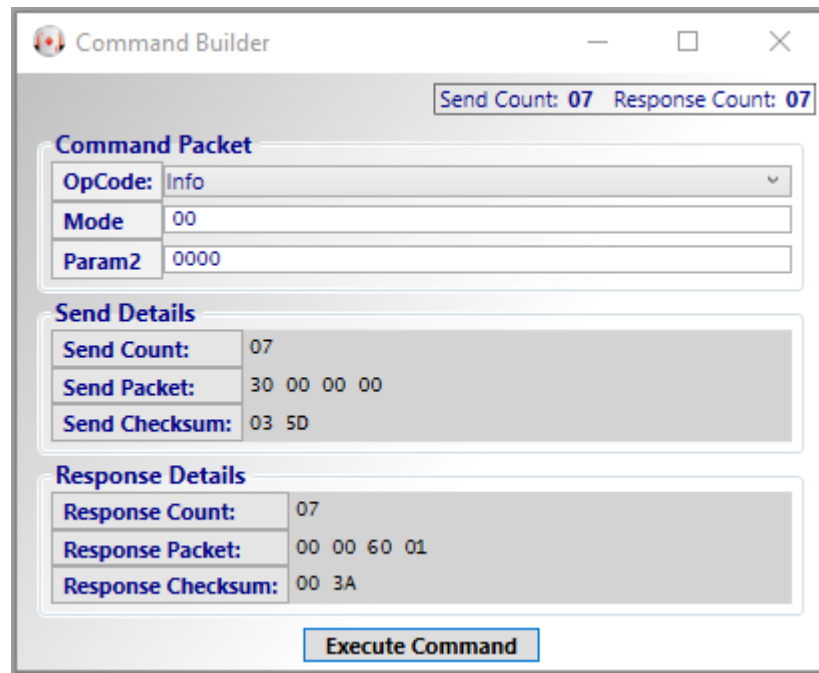 Command Builder
Send Count: 07 Response Count: 07
Command Packet
OpCode: Info
Mode 00
Param2 0000
Send Details
Send Count: 07
Send Packet: 30 00 00 00
Send Checksum: 03 5D
Response Details
Response Count: 07
Response Packet: 00 00 60 01
Response Checksum: 00 3A
Execute Command